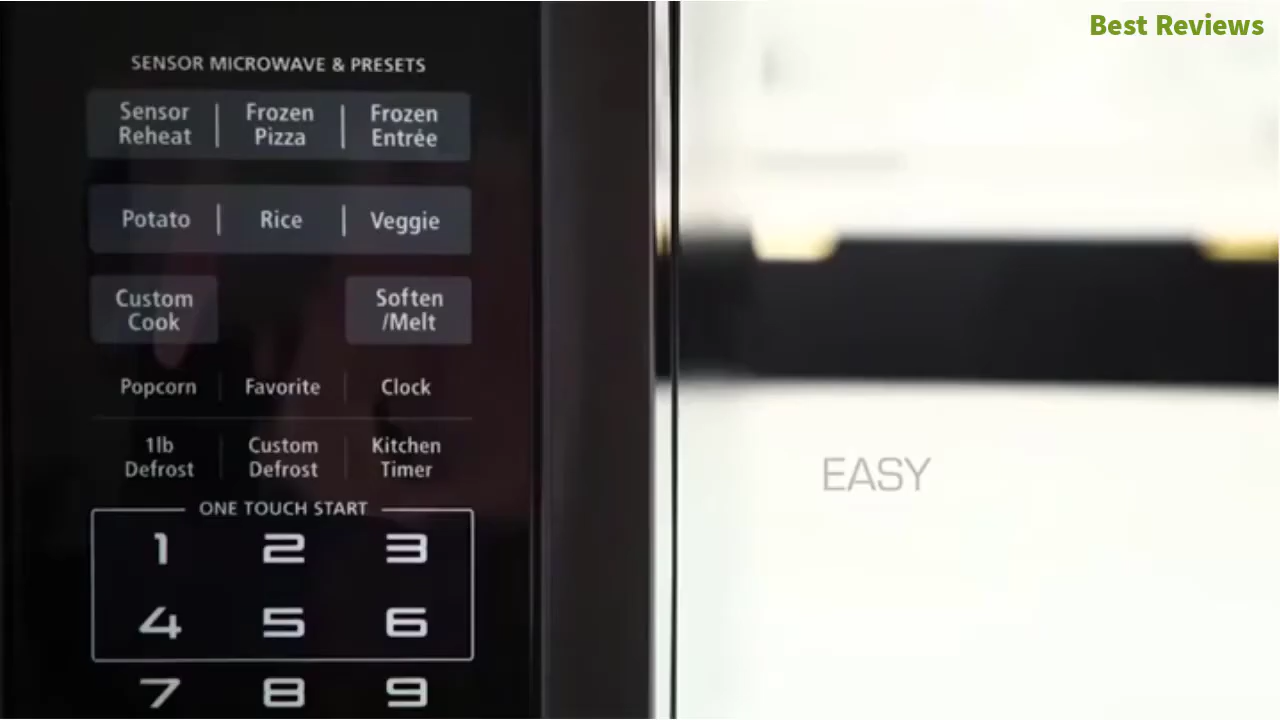 Best Reviews
SENSOR MICROWAVE & PRESETS
Sensor Reheat | Frozen Pizza | Frozen Entrée
Potato | Rice | Veggie
Custom Cook
Soften /Melt
Popcorn Favorite Clock
1lb Defrost Custom Defrost Kitchen Timer
ONE TOUCH START
1 2 3
4 5 6
7 8 9
EASY